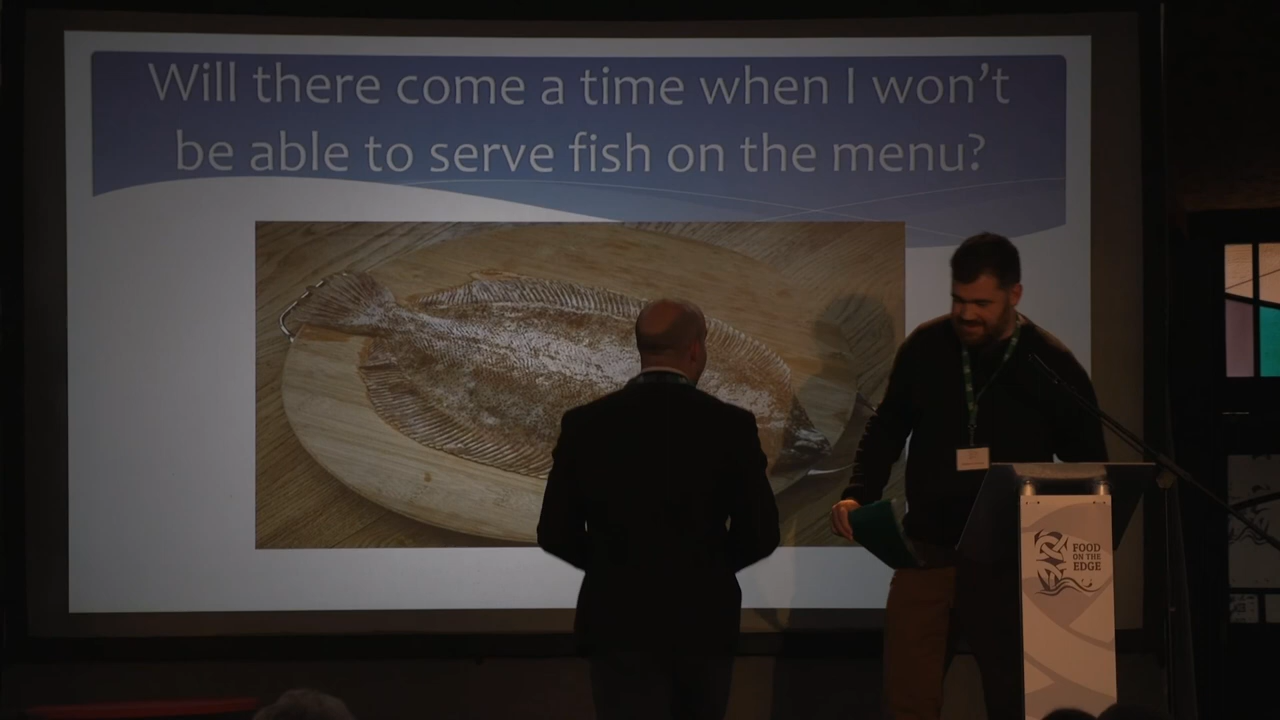 Will there come a time when I won't
be able to serve fish on the menu?
FOOD
ON THE
EDGE